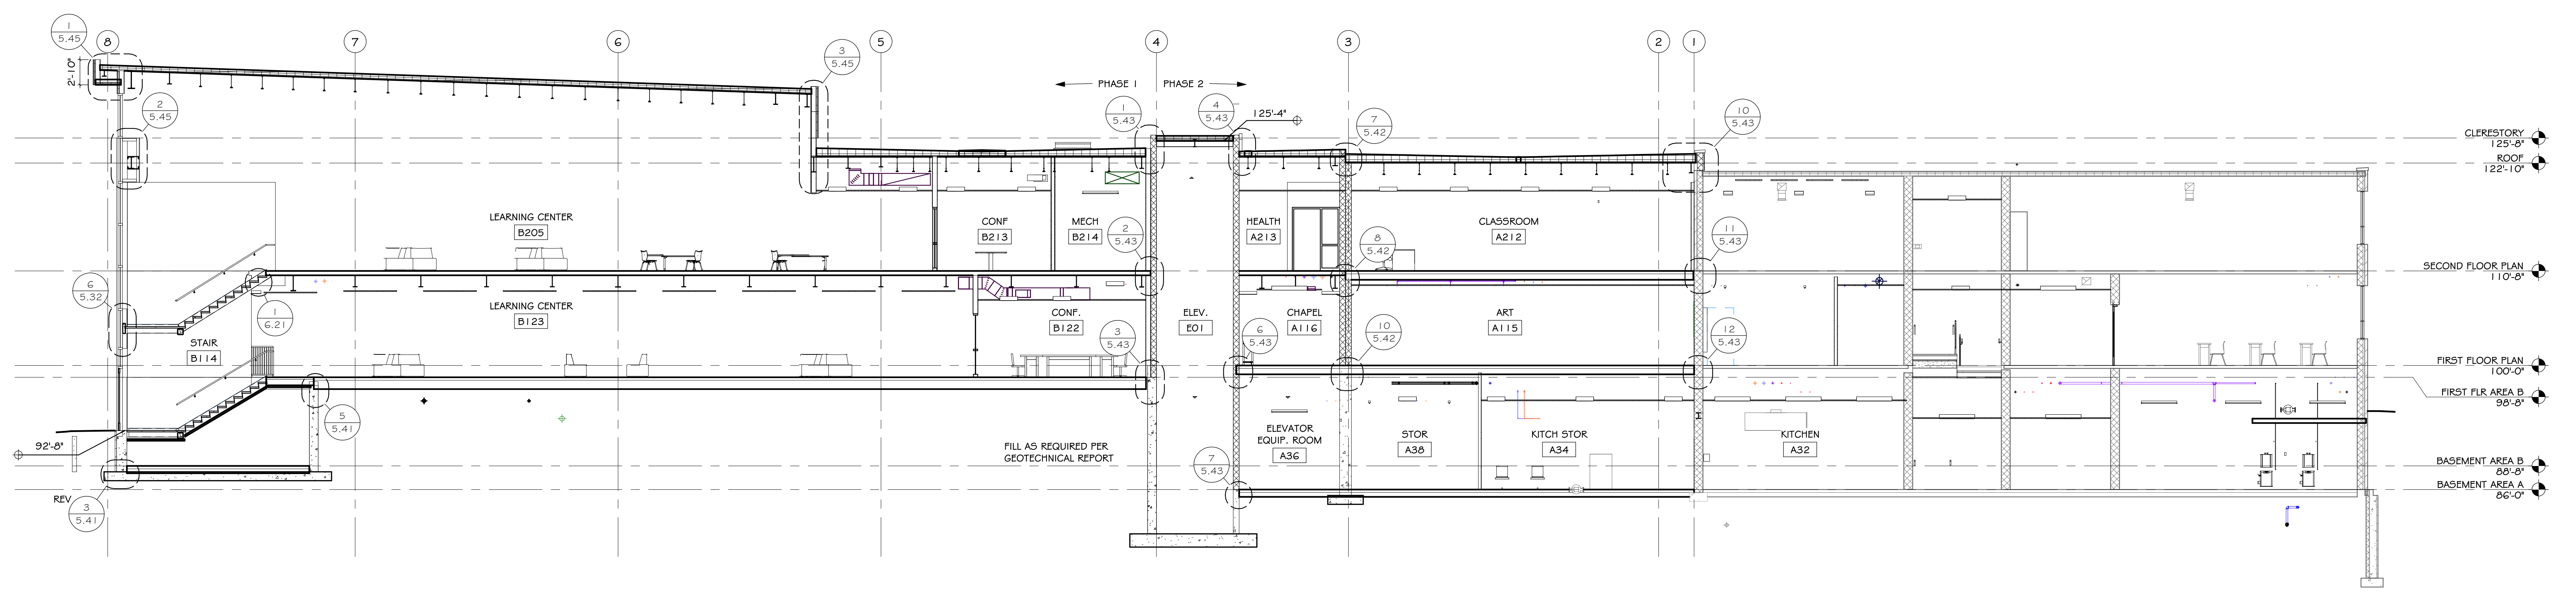 1
5.45
8
7
6
5
4
3
2
1
2'-10"
3
5.45
PHASE 1
PHASE 2
2
5.45
1
5.43
4
5.43
125'-4"
7
5.42
10
5.43
CLERESTORY
125'-8"
ROOF
122'-10"
LEARNING CENTER
B205
CONF
B213
MECH
B214
2
5.43
HEALTH
A213
8
5.42
CLASSROOM
A212
11
5.43
SECOND FLOOR PLAN
110'-8"
6
5.32
1
6.21
LEARNING CENTER
B123
STAIR
B114
CONF.
B122
3
5.43
ELEV.
E01
6
5.43
CHAPEL
A116
10
5.42
ART
A115
12
5.43
FIRST FLOOR PLAN
100'-0"
FIRST FLR AREA B
98'-8"
5
5.41
92'-8"
FILL AS REQUIRED PER
GEOTECHNICAL REPORT
7
5.43
ELEVATOR
EQUIP. ROOM
A36
STOR
A38
KITCH STOR
A34
KITCHEN
A32
BASEMENT AREA B
88'-8"
BASEMENT AREA A
86'-0"
REV
3
5.41